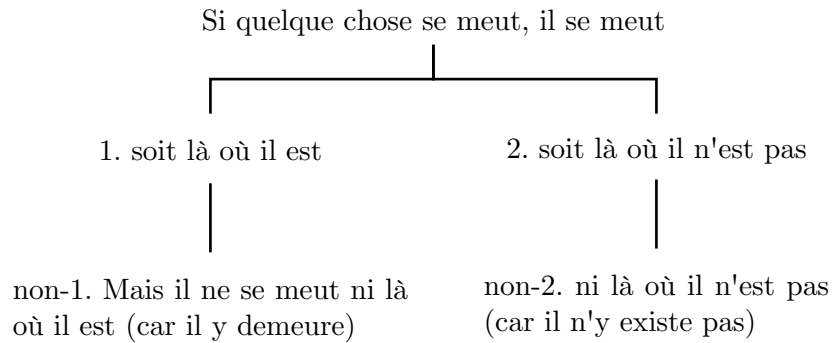 Si quelque chose se meut, il se meut
1. soit là où il est
2. soit là où il n'est pas
non-1. Mais il ne se meut ni là
où il est (car il y demeure)
non-2. ni là où il n'est pas
(car il n'y existe pas)